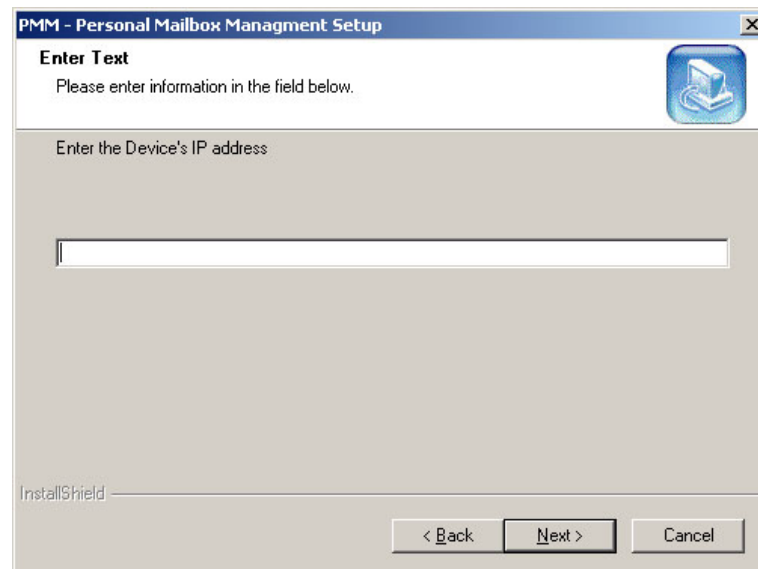 PMM - Personal Mailbox Managment Setup
Enter Text
Please enter information in the field below.
Enter the Device's IP address
InstallShield
< Back Next > Cancel